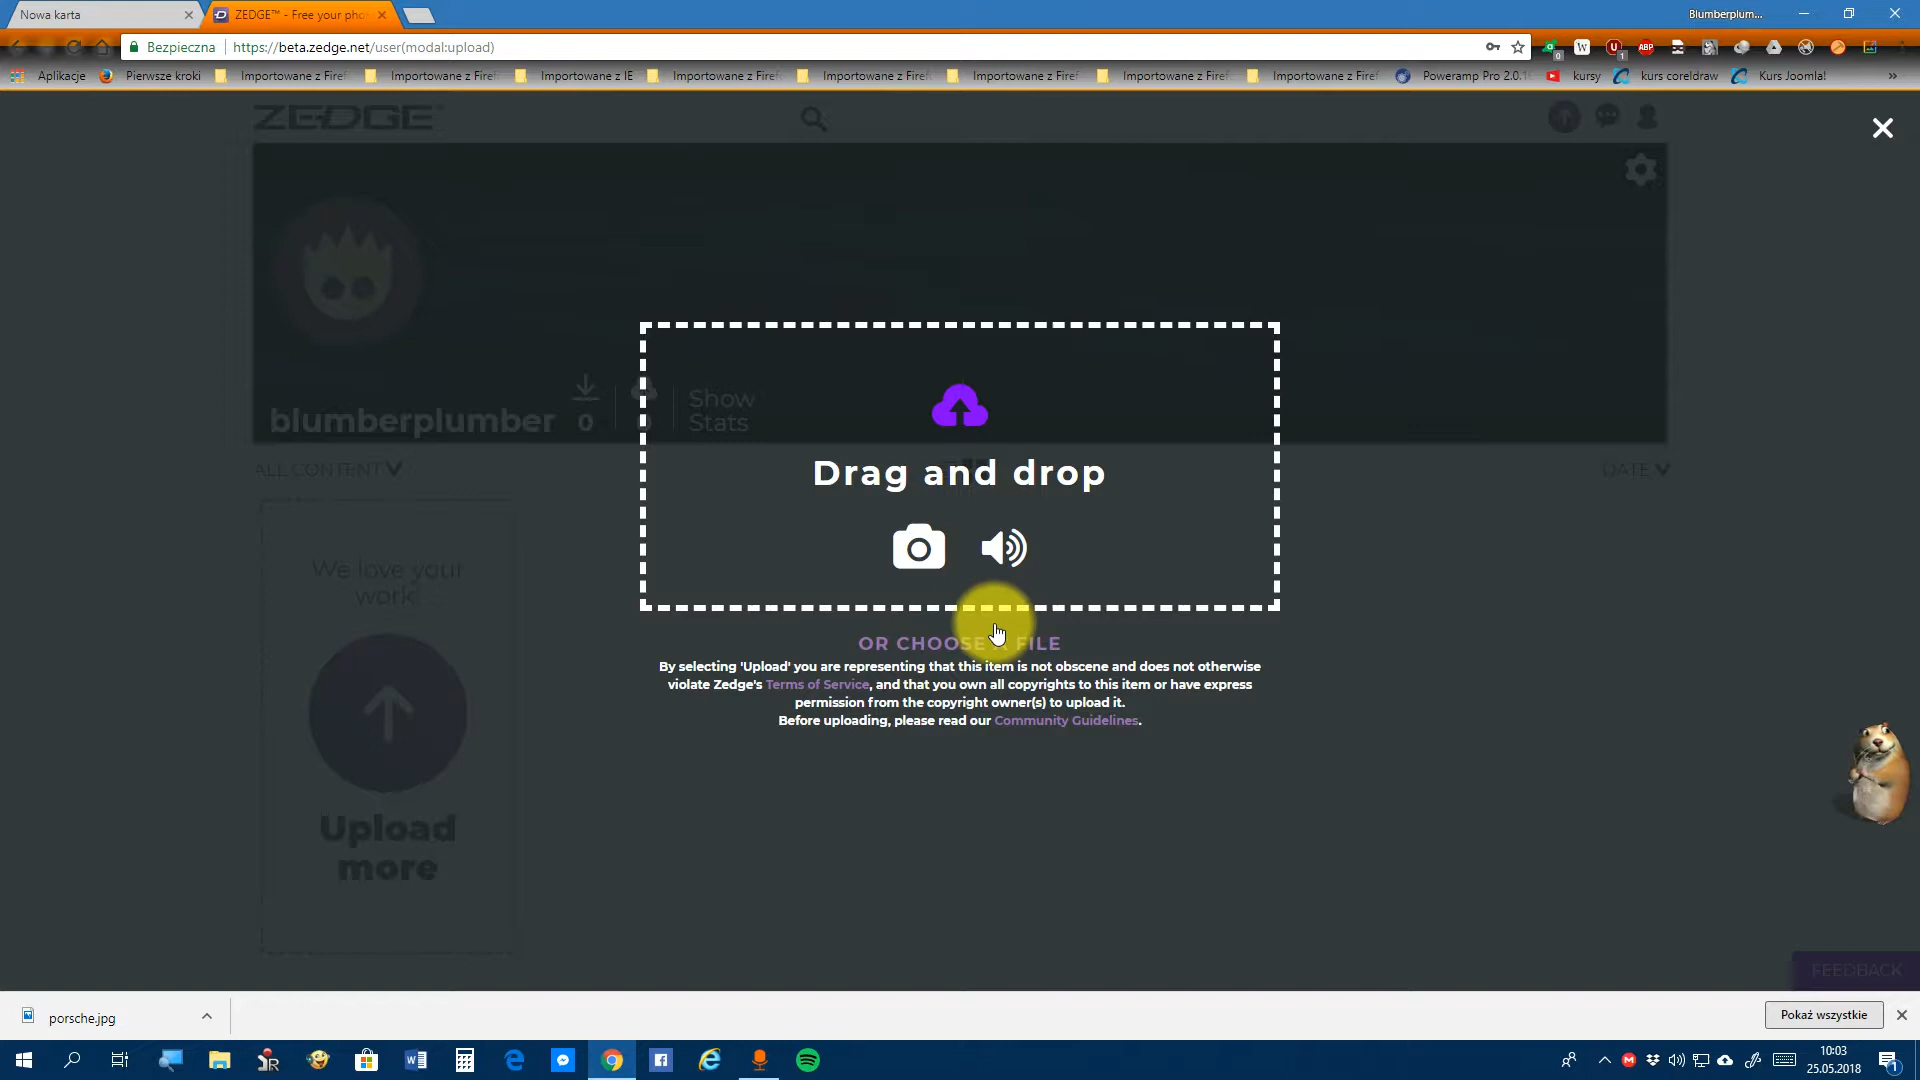 Nowa karta
ZEDGE™ - Free your pho
Blumberplum...
Bezpieczna
https://beta.zedge.net/user(modal:upload)
Aplikacje
Pierwsze kroki
Importowane z Firef
Importowane z Firef
Importowane z IE
Importowane z Firef
Importowane z Firef
Importowane z Firef
Importowane z Firef
Importowane z Firef
Poweramp Pro 2.0.1
kursy
kurs coreldraw
Kurs Joomla!
ZEDGE
blumberplumber
0
0
Show
Stats
ALL CONTENT
DATE
We love your
work!
Upload
more
Drag and drop
OR CHOOSE A FILE
By selecting 'Upload' you are representing that this item is not obscene and does not otherwise
violate Zedge's Terms of Service, and that you own all copyrights to this item or have express
permission from the copyright owner(s) to upload it.
Before uploading, please read our Community Guidelines.
FEEDBACK
porsche.jpg
Pokaż wszystkie
10:03
25.05.2018